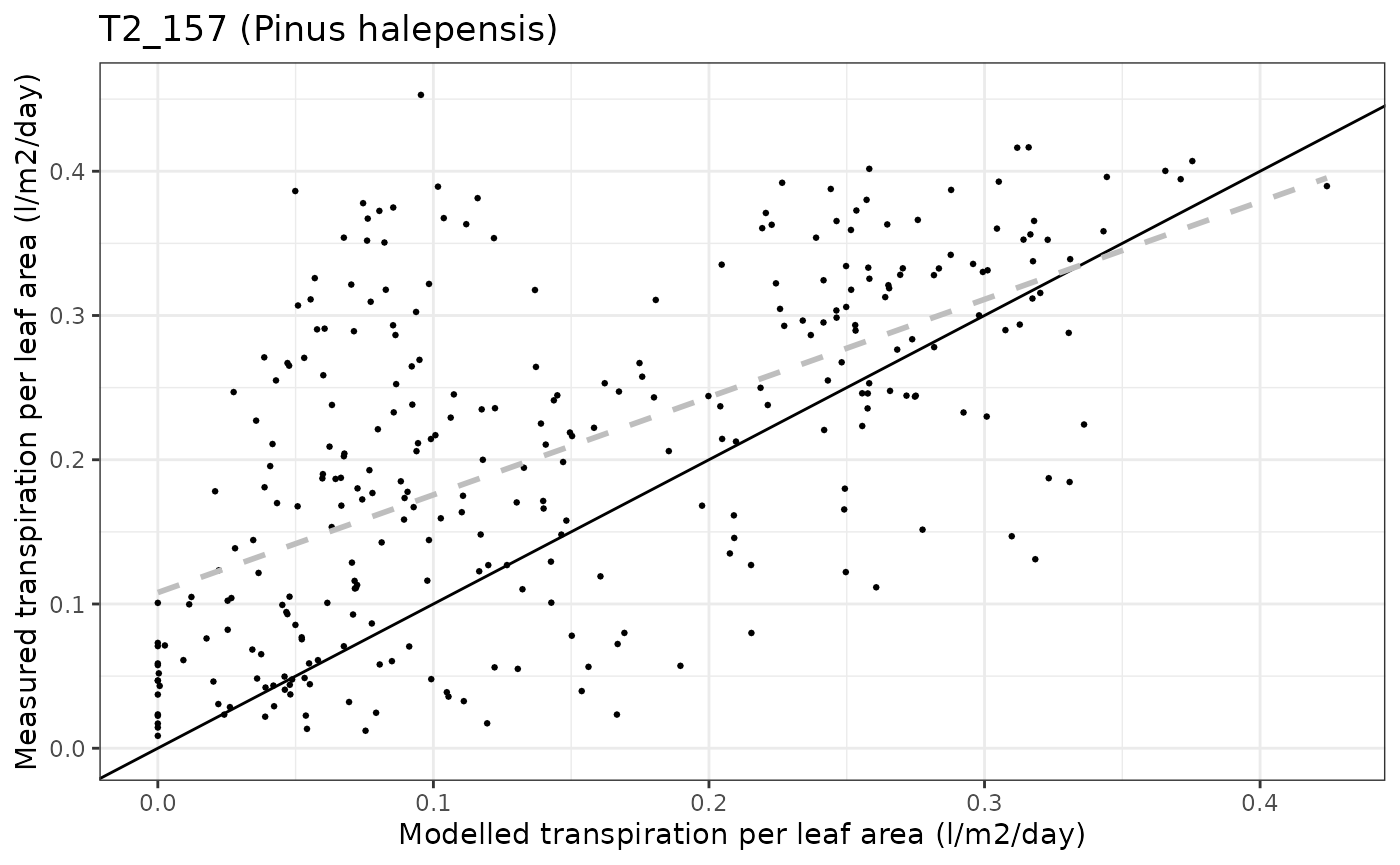 T2_157 (Pinus halepensis)
Measured transpiration per leaf area (l/m2/day)
0.4
0.3
0.2
0.1
0.0
0.0 0.1 0.2 0.3 0.4
Modelled transpiration per leaf area (l/m2/day)